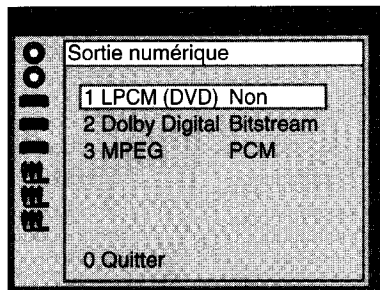 Sortie numérique
1 LPCM (DVD) Non
2 Dolby Digital Bitstream
3 MPEG PCM
0 Quitter